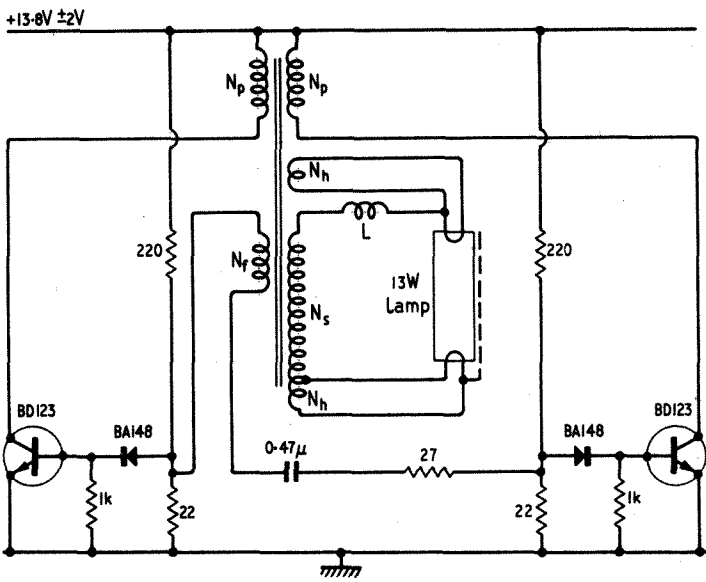 +13·8V ±2V
Np
Np
Nh
220
Nf
L
Ns
13W
Lamp
220
Nh
BD123
BA148
0·47μ
27
BA148
BD123
1k
22
22
1k